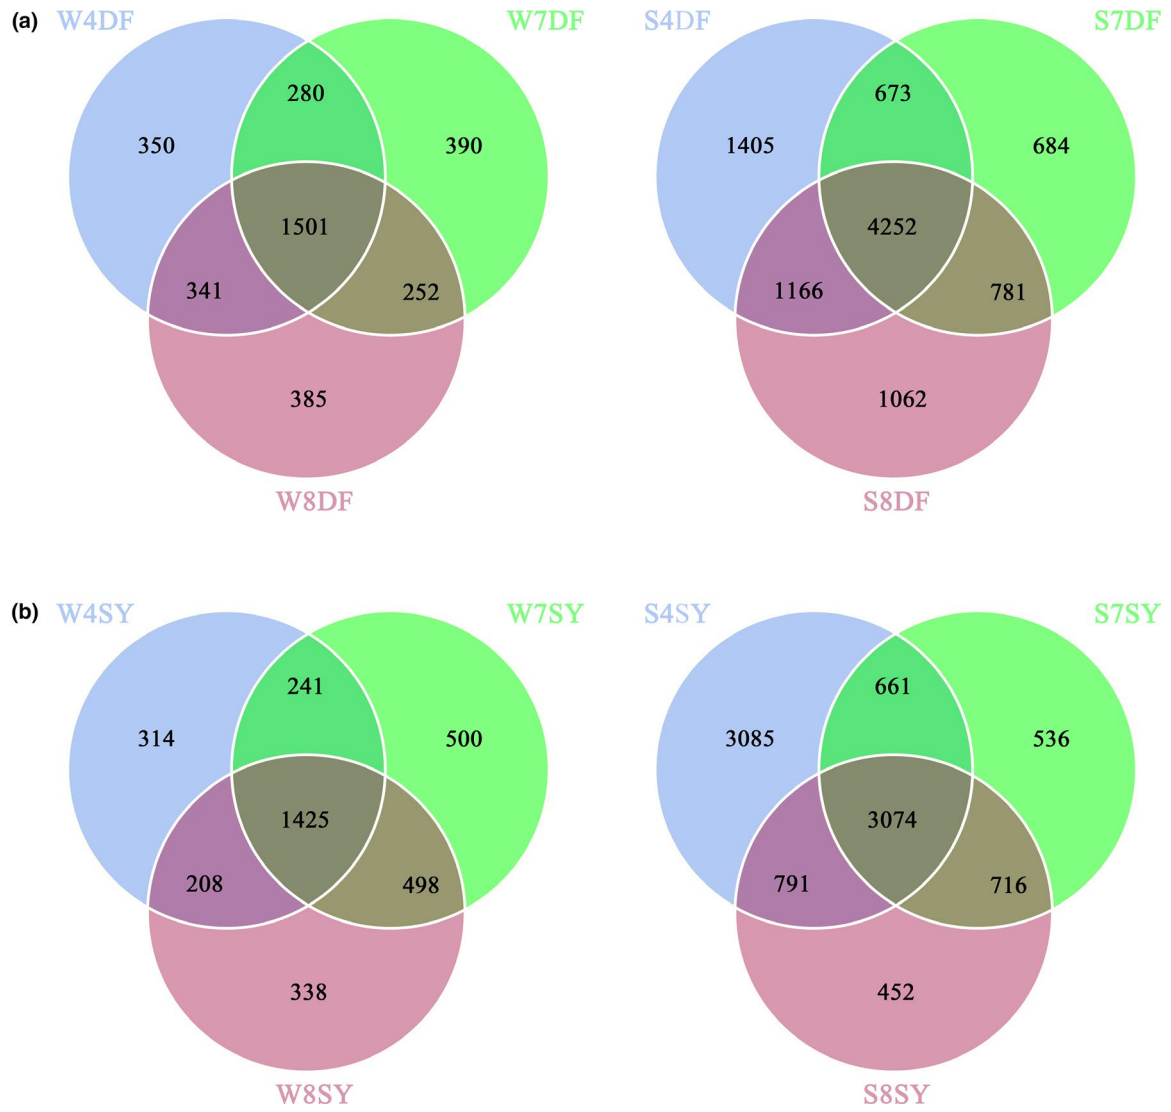 (a) W4DF W7DF S4DF S7DF
280 673
350 390 1405 684
1501 4252
341 252 1166 781
385 1062
W8DF S8DF
(b) W4SY W7SY S4SY S7SY
241 661
314 500 3085 536
1425 3074
208 498 791 716
338 452
W8SY S8SY